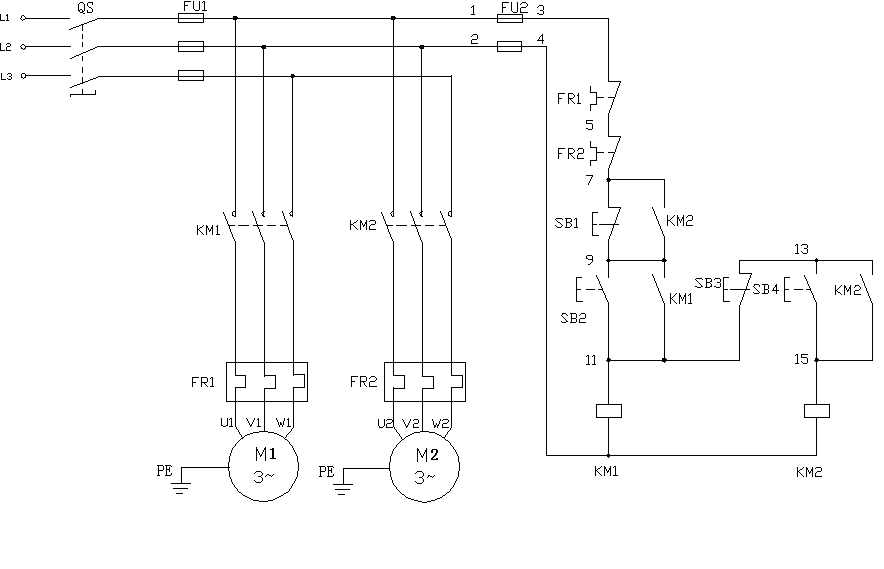 QS FU1 FU2
L1 1 3
L2 2 4
L3
FR1
5
FR2
7
KM1 KM2 SB1 KM2
9 13
SB2 KM1 SB3 SB4 KM2
11 15
FR1 FR2
U1 V1 W1 U2 V2 W2
M1 M2
PE 3~ PE 3~
KM1 KM2